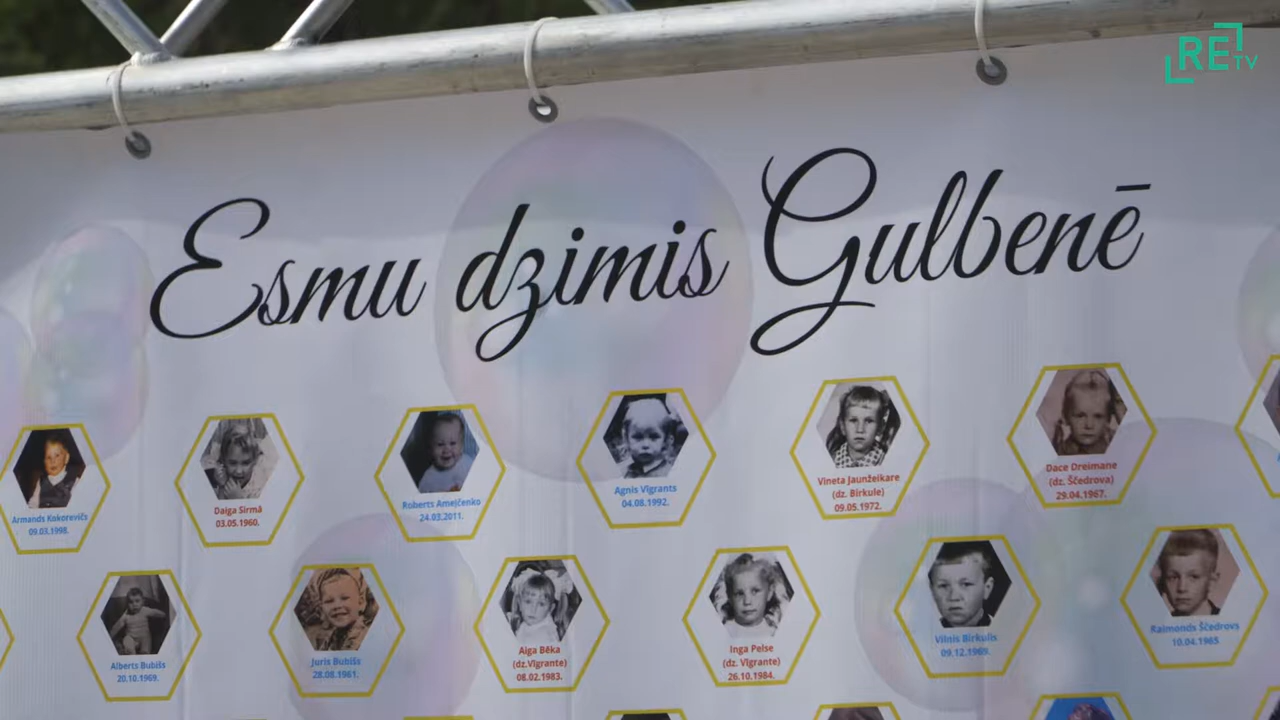 RE TV
Esmu dzimis Gulbenē
Armands Kokorevičs
09.03.1998.
Daiga Sirmā
03.05.1960.
Roberts Ameļčenko
24.03.2011.
Agnis Vīgrants
04.08.1992.
Vineta Jaunžeikare
(dz. Birkule)
09.05.1972.
Dace Dreimane
(dz. Ščedrova)
29.04.1967.
Alberts Bubišs
20.10.1969.
Juris Bubišs
28.08.1961.
Aiga Bēka
(dz.Vīgrante)
08.02.1983.
Inga Pelse
(dz. Vīgrante)
26.10.1984.
Vilnis Birkulis
09.12.1969.
Raimonds Ščedrovs
10.04.1965.